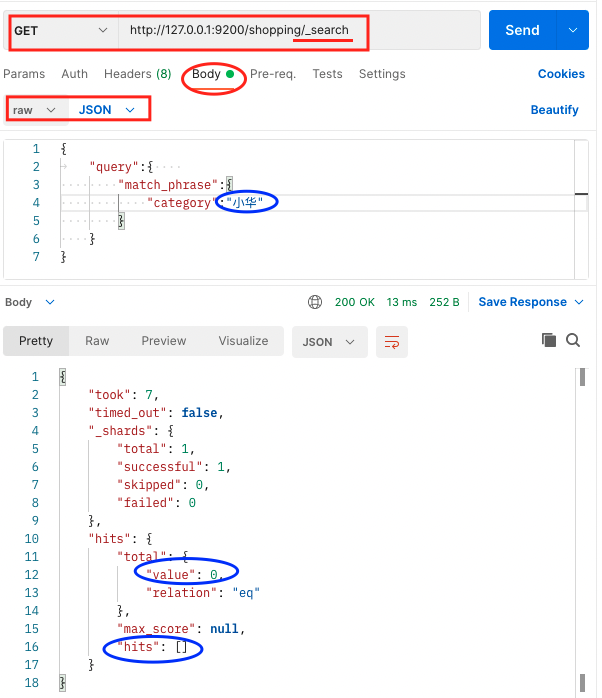 GET http://127.0.0.1:9200/shopping/_search Send
Params Auth Headers (8) Body Pre-req. Tests Settings Cookies
raw JSON Beautify
1 {
2 "query":{
3 "match_phrase":{
4 "category":"小华"
5 }
6 }
7 }
Body 200 OK 13 ms 252 B Save Response
Pretty Raw Preview Visualize JSON
1 {
2 "took": 7,
3 "timed_out": false,
4 "_shards": {
5 "total": 1,
6 "successful": 1,
7 "skipped": 0,
8 "failed": 0
9 },
10 "hits": {
11 "total": {
12 "value": 0,
13 "relation": "eq"
14 },
15 "max_score": null,
16 "hits": []
17 }
18 }